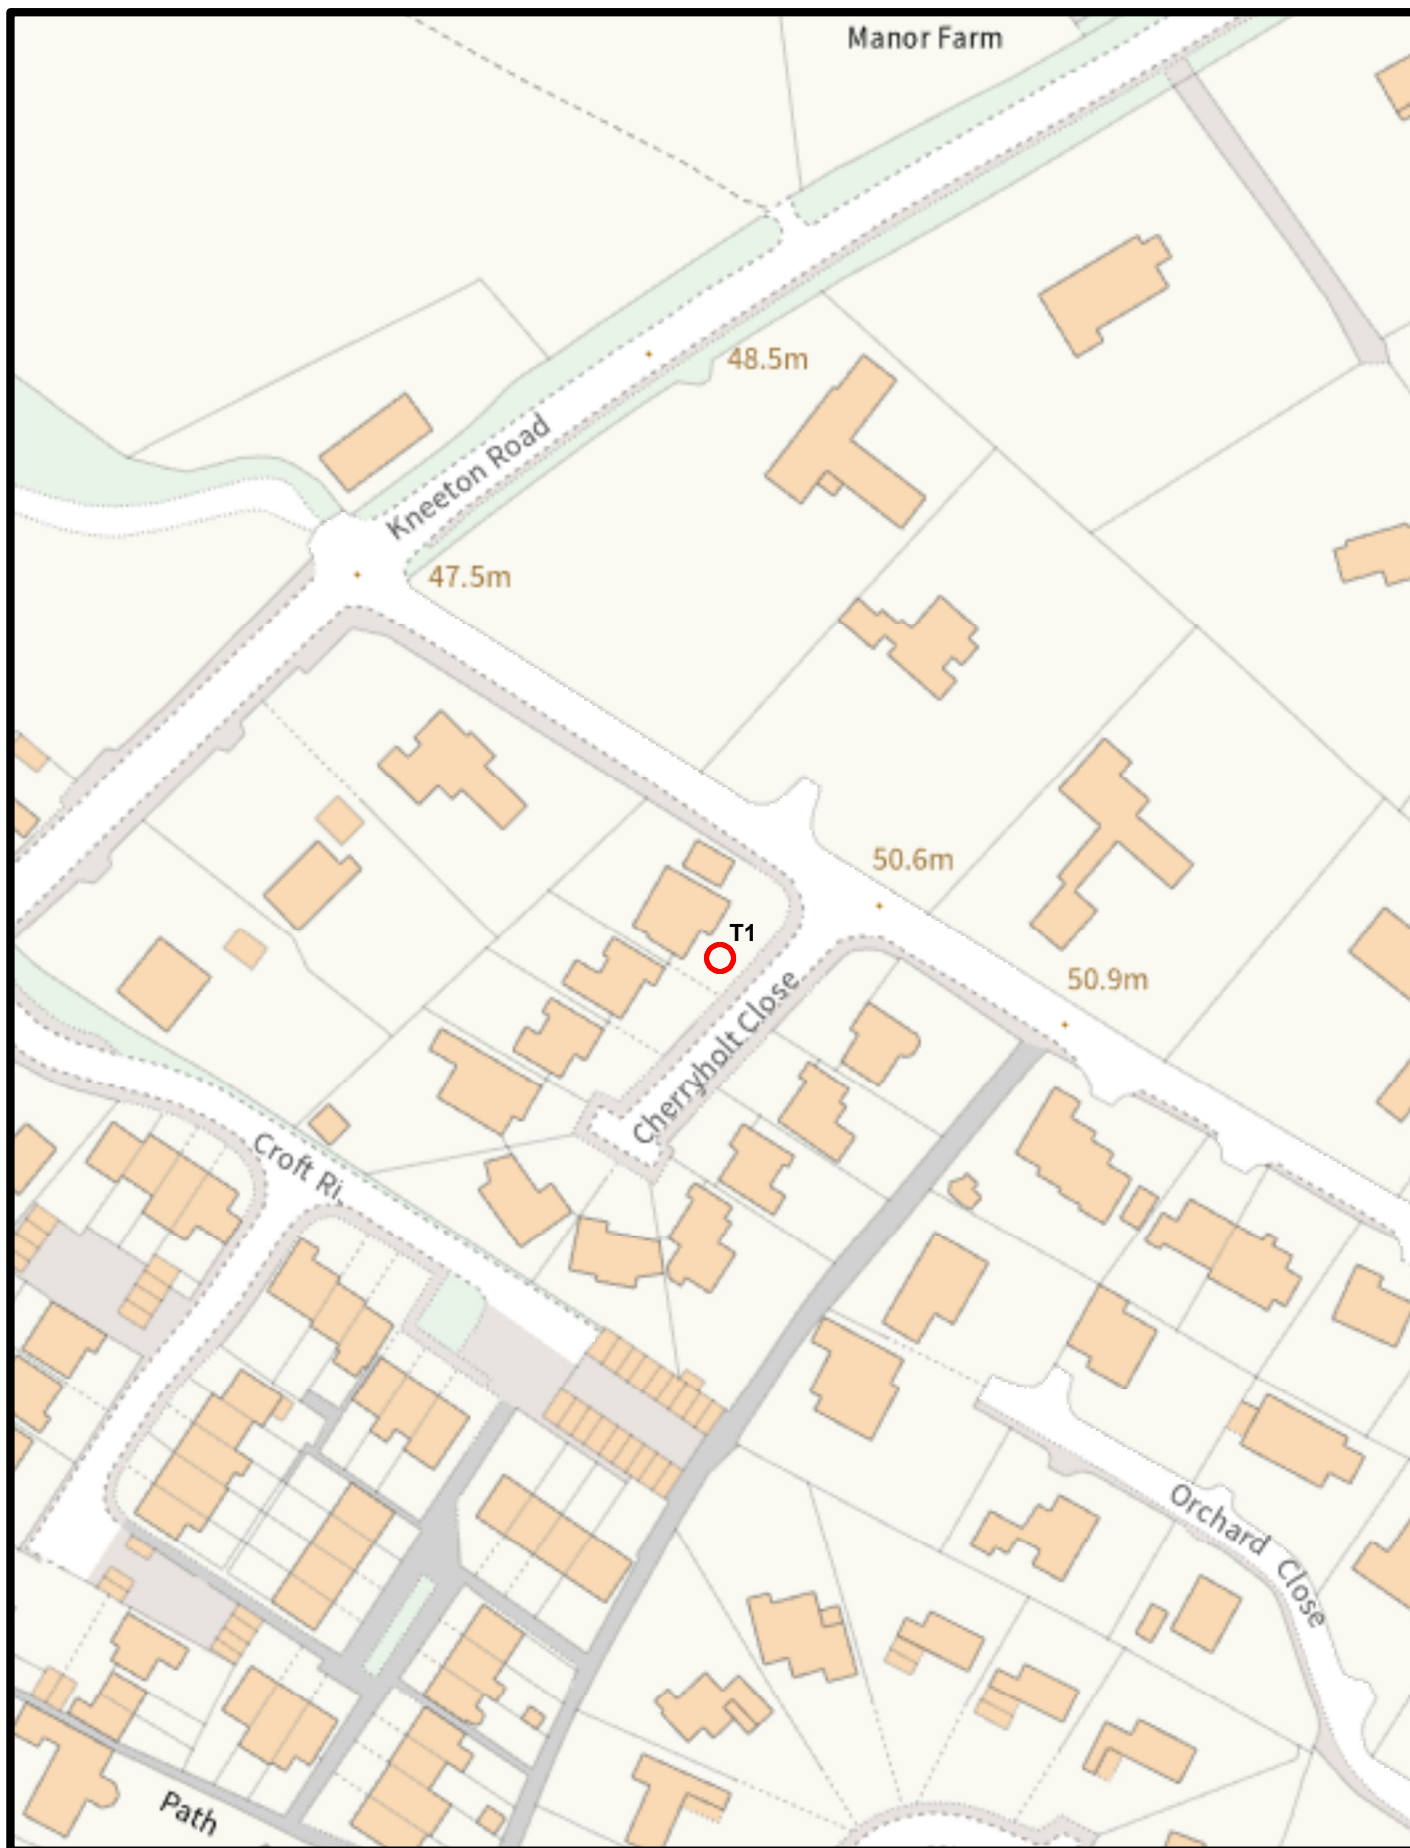 Manor Farm
48.5m
Kneeton Road
47.5m
50.6m
T1
50.9m
Cherryholt Close
Croft Ri
Orchard Close
Path